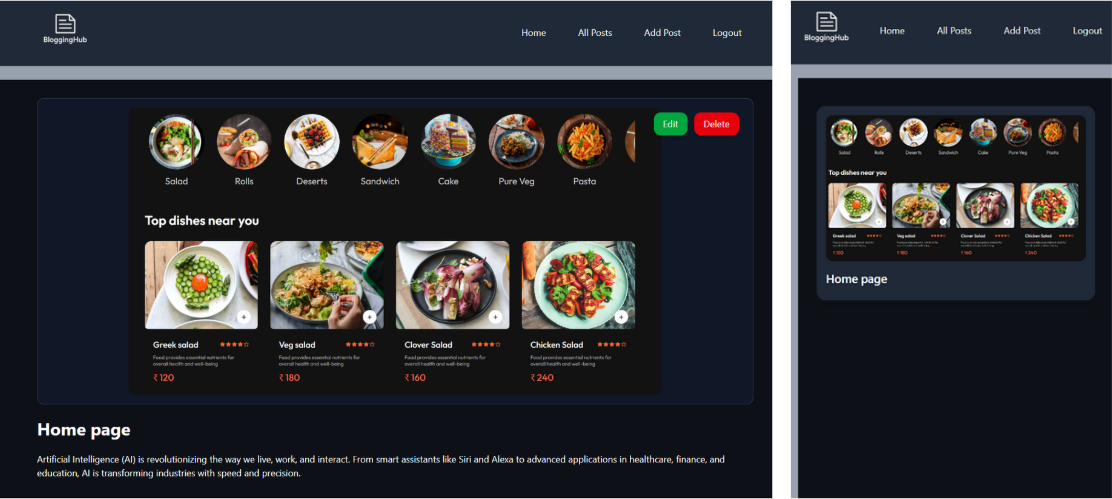 BloggingHub
Home All Posts Add Post Logout
Edit Delete
Salad Rolls Deserts Sandwich Cake Pure Veg Pasta
Top dishes near you
Greek salad Veg salad Clover Salad Chicken Salad
Food provides essential nutrients for overall health and well-being
Food provides essential nutrients for overall health and well-being
Food provides essential nutrients for overall health and well-being
Food provides essential nutrients for overall health and well-being
₹ 120 ₹ 180 ₹ 160 ₹ 240
Home page
Artificial Intelligence (AI) is revolutionizing the way we live, work, and interact. From smart assistants like Siri and Alexa to advanced applications in healthcare, finance, and
education, AI is transforming industries with speed and precision.
BloggingHub
Home All Posts Add Post Logout
Salad Rolls Deserts Sandwich Cake Pure Veg Pasta
Top dishes near you
Greek salad Veg salad Clover Salad Chicken Salad
₹ 120 ₹ 180 ₹ 160 ₹ 240
Home page